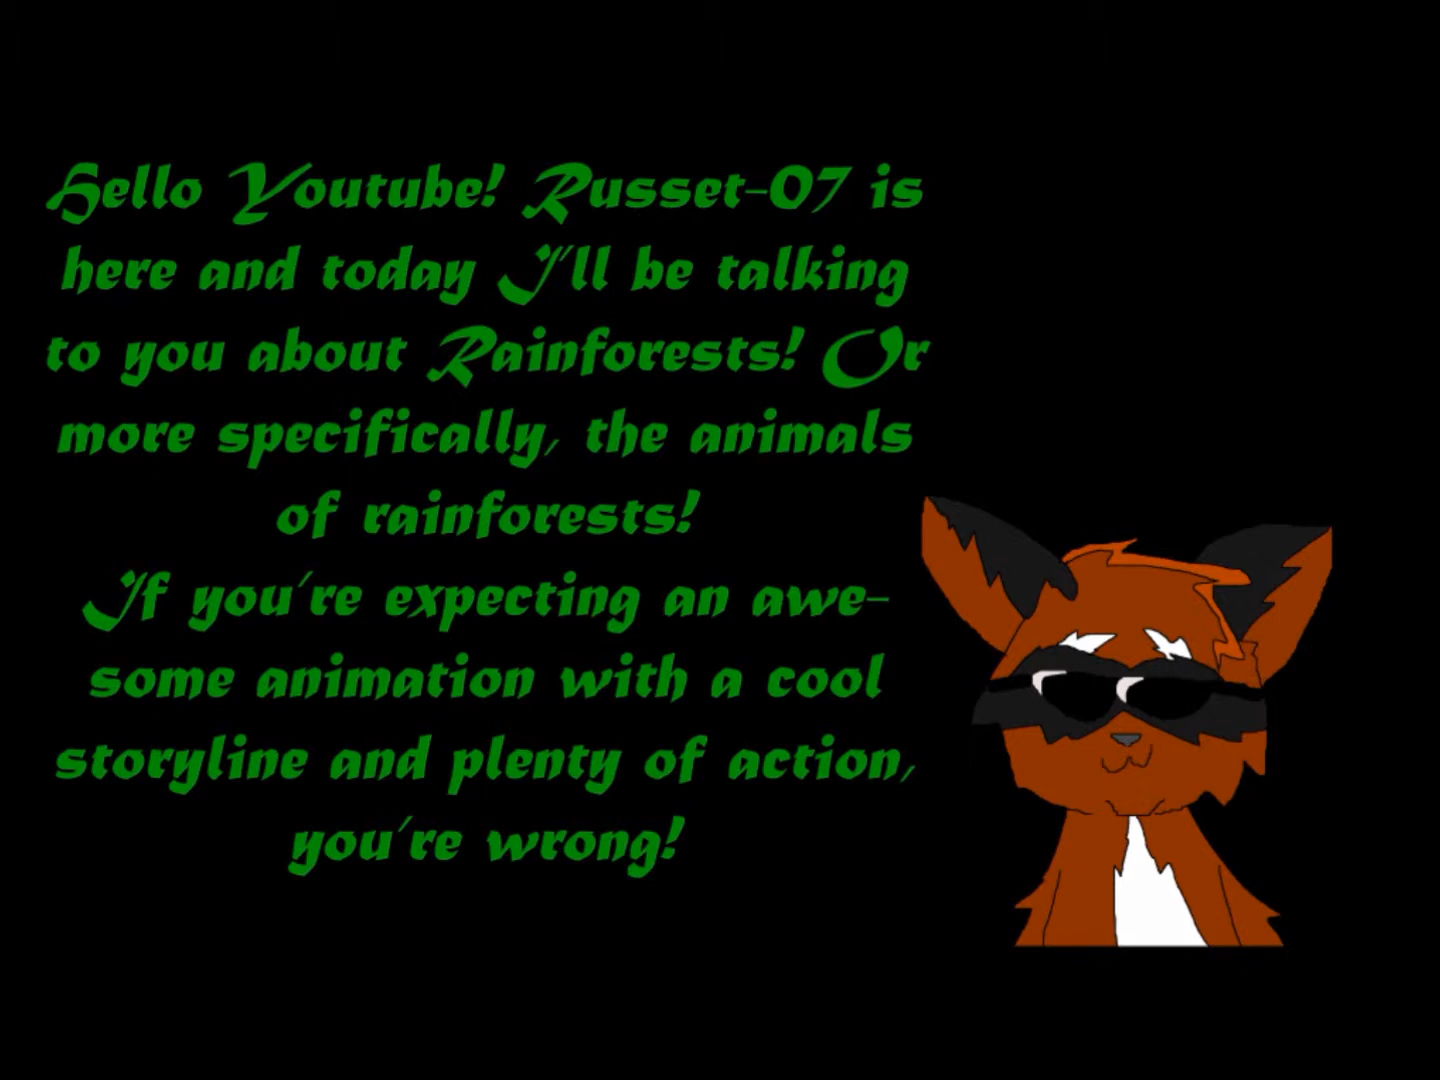 Hello Youtube! Russet-07 is
here and today I'll be talking
to you about Rainforests! Or
more specifically, the animals
of rainforests!
If you're expecting an awe-
some animation with a cool
storyline and plenty of action,
you're wrong!